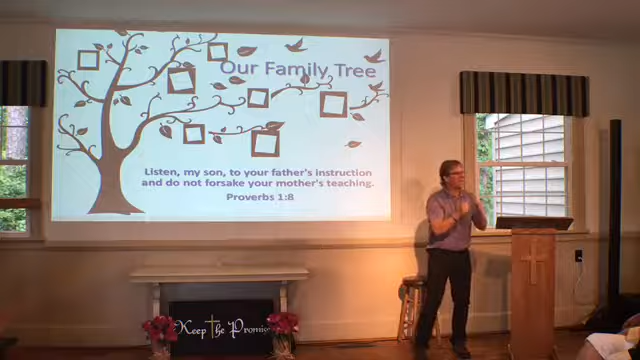 Our Family Tree
Listen, my son, to your father's instruction
and do not forsake your mother's teaching.
Proverbs 1:8
Keep the Promise